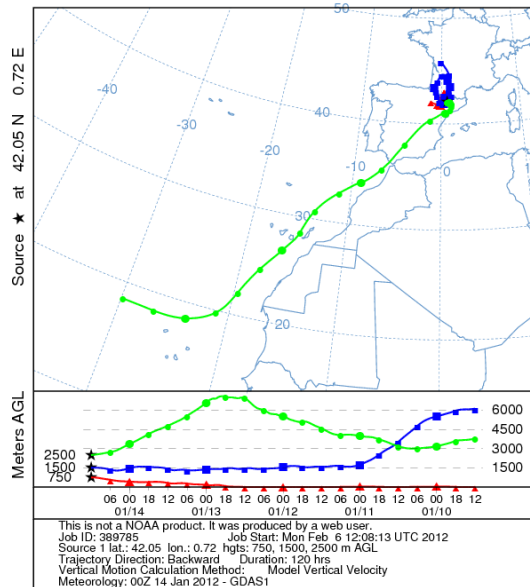 Source ★ at 42.05 N 0.72 E
50
-40
50
-30
40
-20
-10
0
30
20
Meters AGL
6000
4500
3000
1500
2500
1500
750
06 00 18 12 06 00 18 12 06 00 18 12 06 00 18 12 06 00 18 12
01/14 01/13 01/12 01/11 01/10
This is not a NOAA product. It was produced by a web user.
Job ID: 389785 Job Start: Mon Feb 6 12:08:13 UTC 2012
Source 1 lat.: 42.05 lon.: 0.72 hgts: 750, 1500, 2500 m AGL
Trajectory Direction: Backward Duration: 120 hrs
Vertical Motion Calculation Method: Model Vertical Velocity
Meteorology: 00Z 14 Jan 2012 - GDAS1